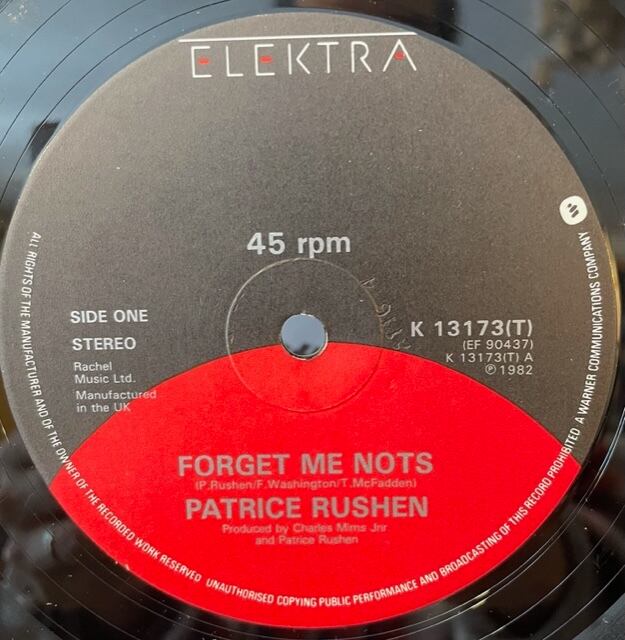 ELEKTRA
45 rpm
SIDE ONE
STEREO
Rachel
Music Ltd.
Manufactured
in the UK
K 13173(T)
(EF 90437)
K 13173(T) A
℗ 1982
FORGET ME NOTS
(P.Rushen/F.Washington/T.McFadden)
PATRICE RUSHEN
Produced by Charles Mims Jnr
and Patrice Rushen
ALL RIGHTS OF THE MANUFACTURER AND OF THE OWNER OF THE RECORDED WORK RESERVED UNAUTHORISED COPYING PUBLIC PERFORMANCE AND BROADCASTING OF THIS RECORD PROHIBITED A WARNER COMMUNICATIONS COMPANY